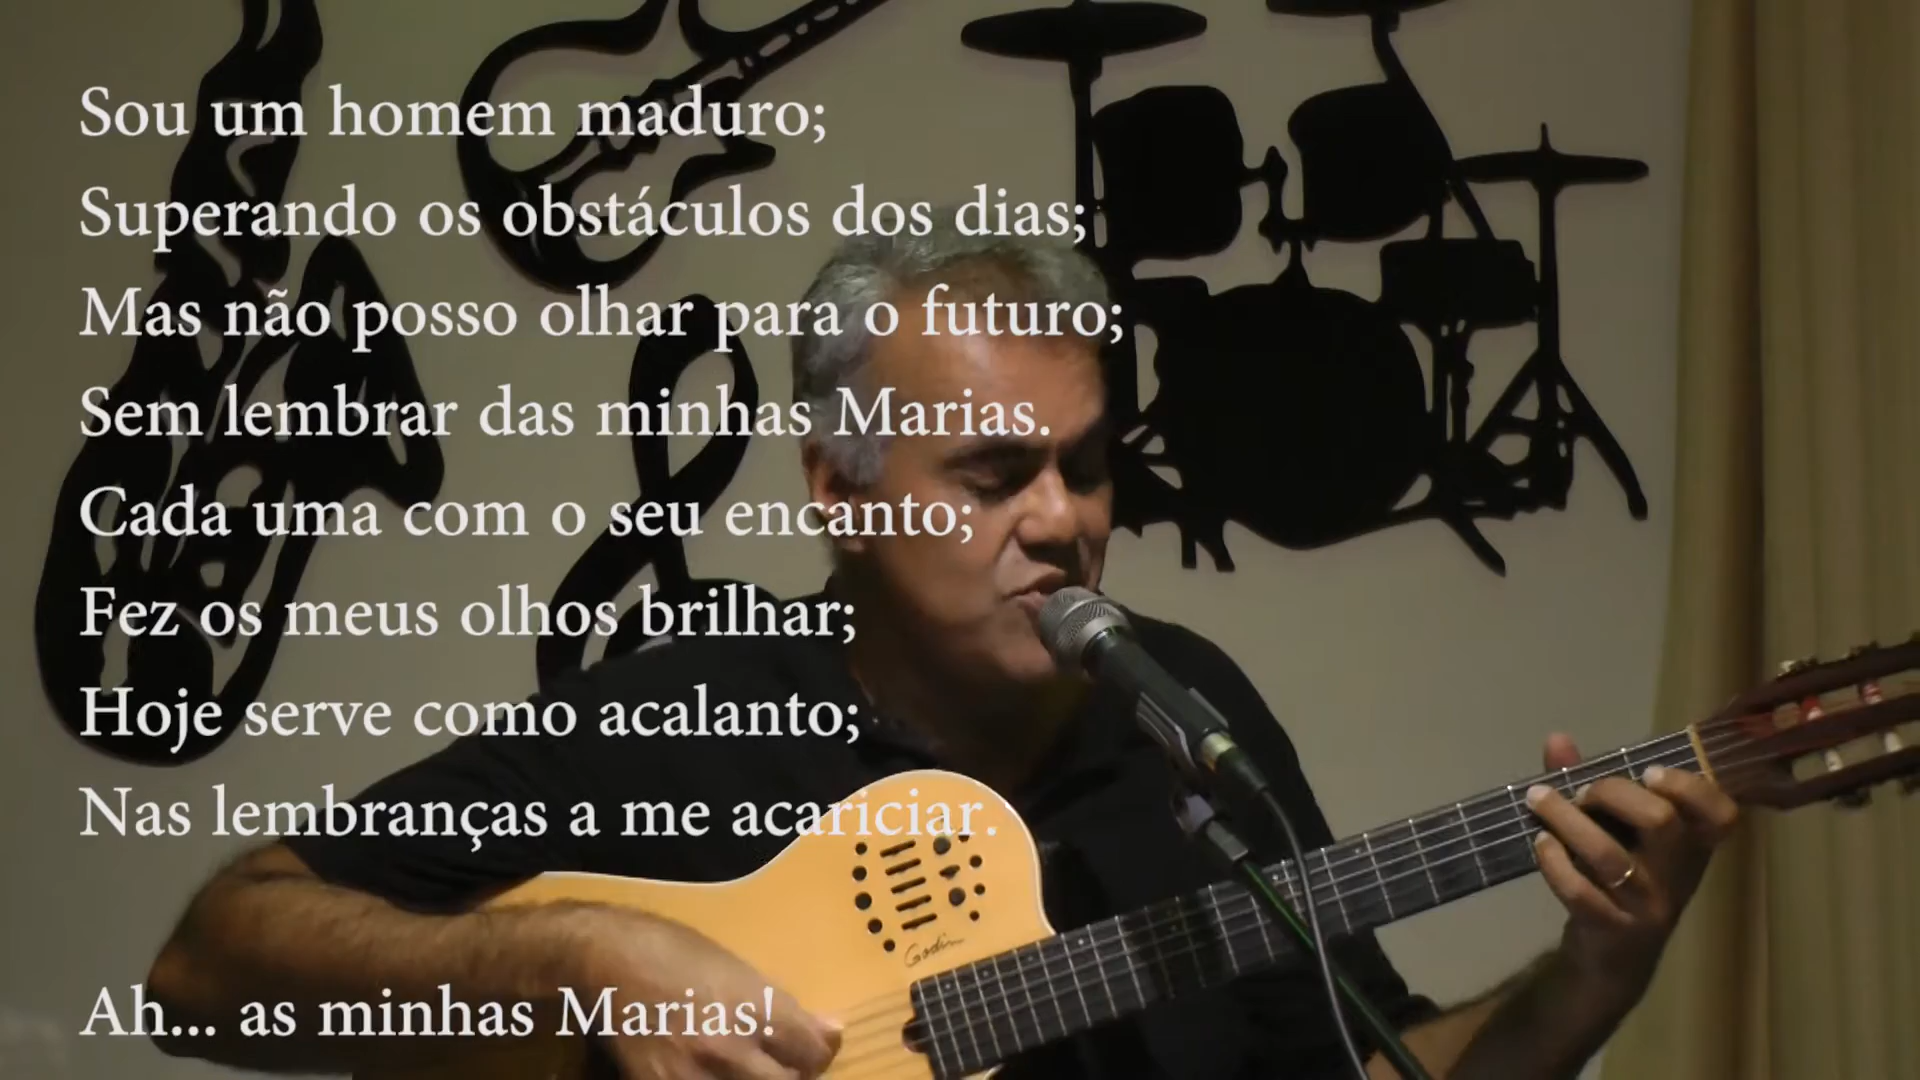 Sou um homem maduro;
Superando os obstáculos dos dias;
Mas não posso olhar para o futuro;
Sem lembrar das minhas Marias.
Cada uma com o seu encanto;
Fez os meus olhos brilhar;
Hoje serve como acalanto;
Nas lembranças a me acariciar.
Godin
Ah... as minhas Marias!